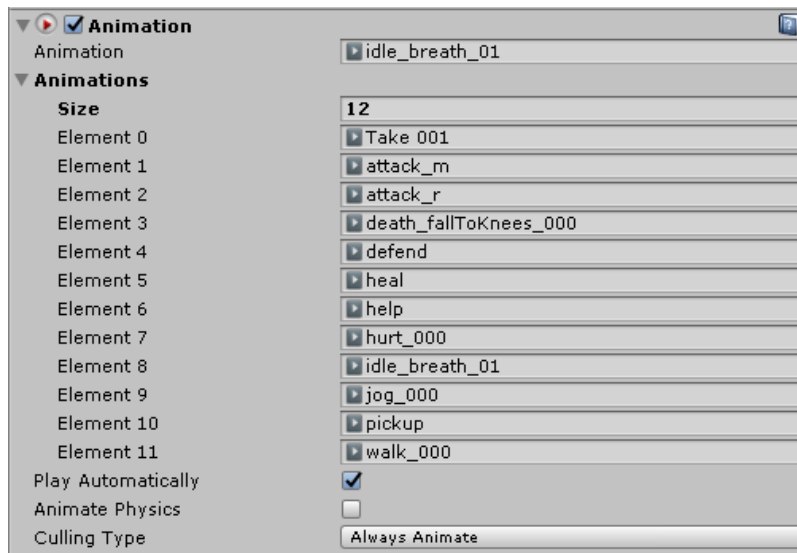 Animation
Animation idle_breath_01
Animations
Size 12
Element 0 Take 001
Element 1 attack_m
Element 2 attack_r
Element 3 death_fallToKnees_000
Element 4 defend
Element 5 heal
Element 6 help
Element 7 hurt_000
Element 8 idle_breath_01
Element 9 jog_000
Element 10 pickup
Element 11 walk_000
Play Automatically
Animate Physics
Culling Type Always Animate